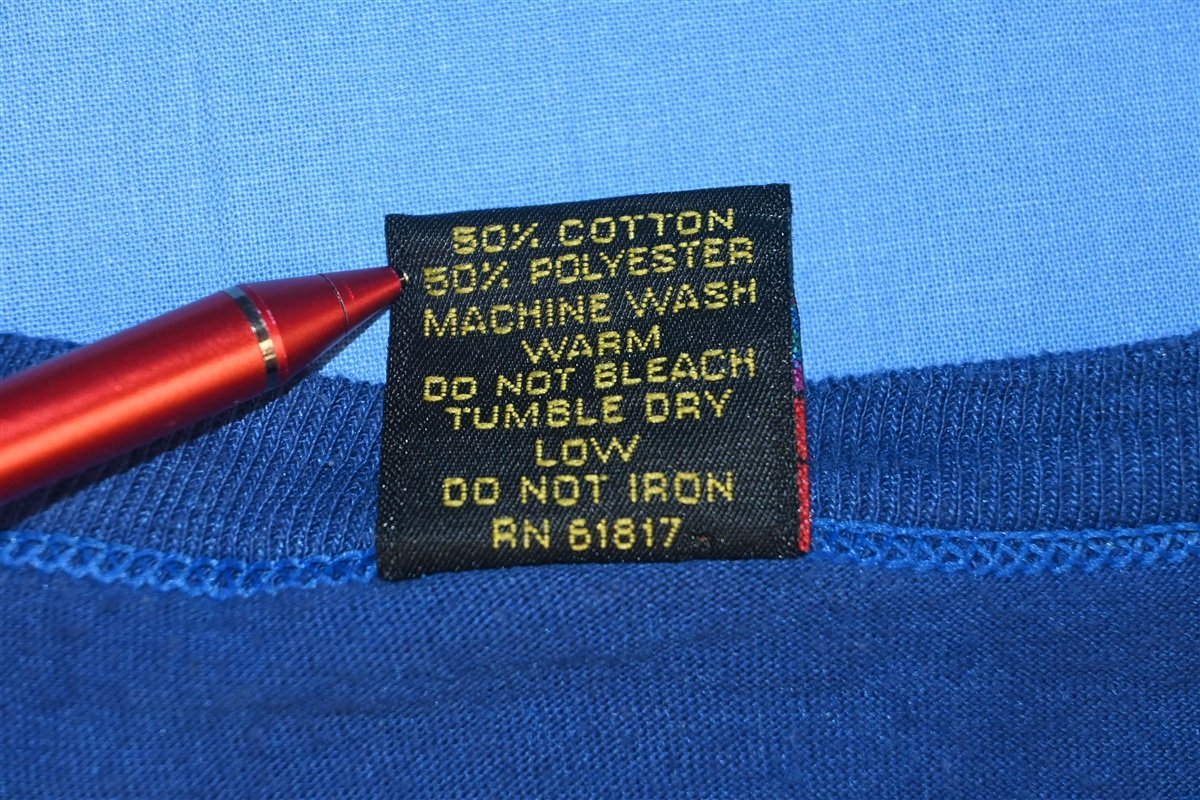 50% COTTON
50% POLYESTER
MACHINE WASH
WARM
DO NOT BLEACH
TUMBLE DRY
LOW
DO NOT IRON
RN 61817